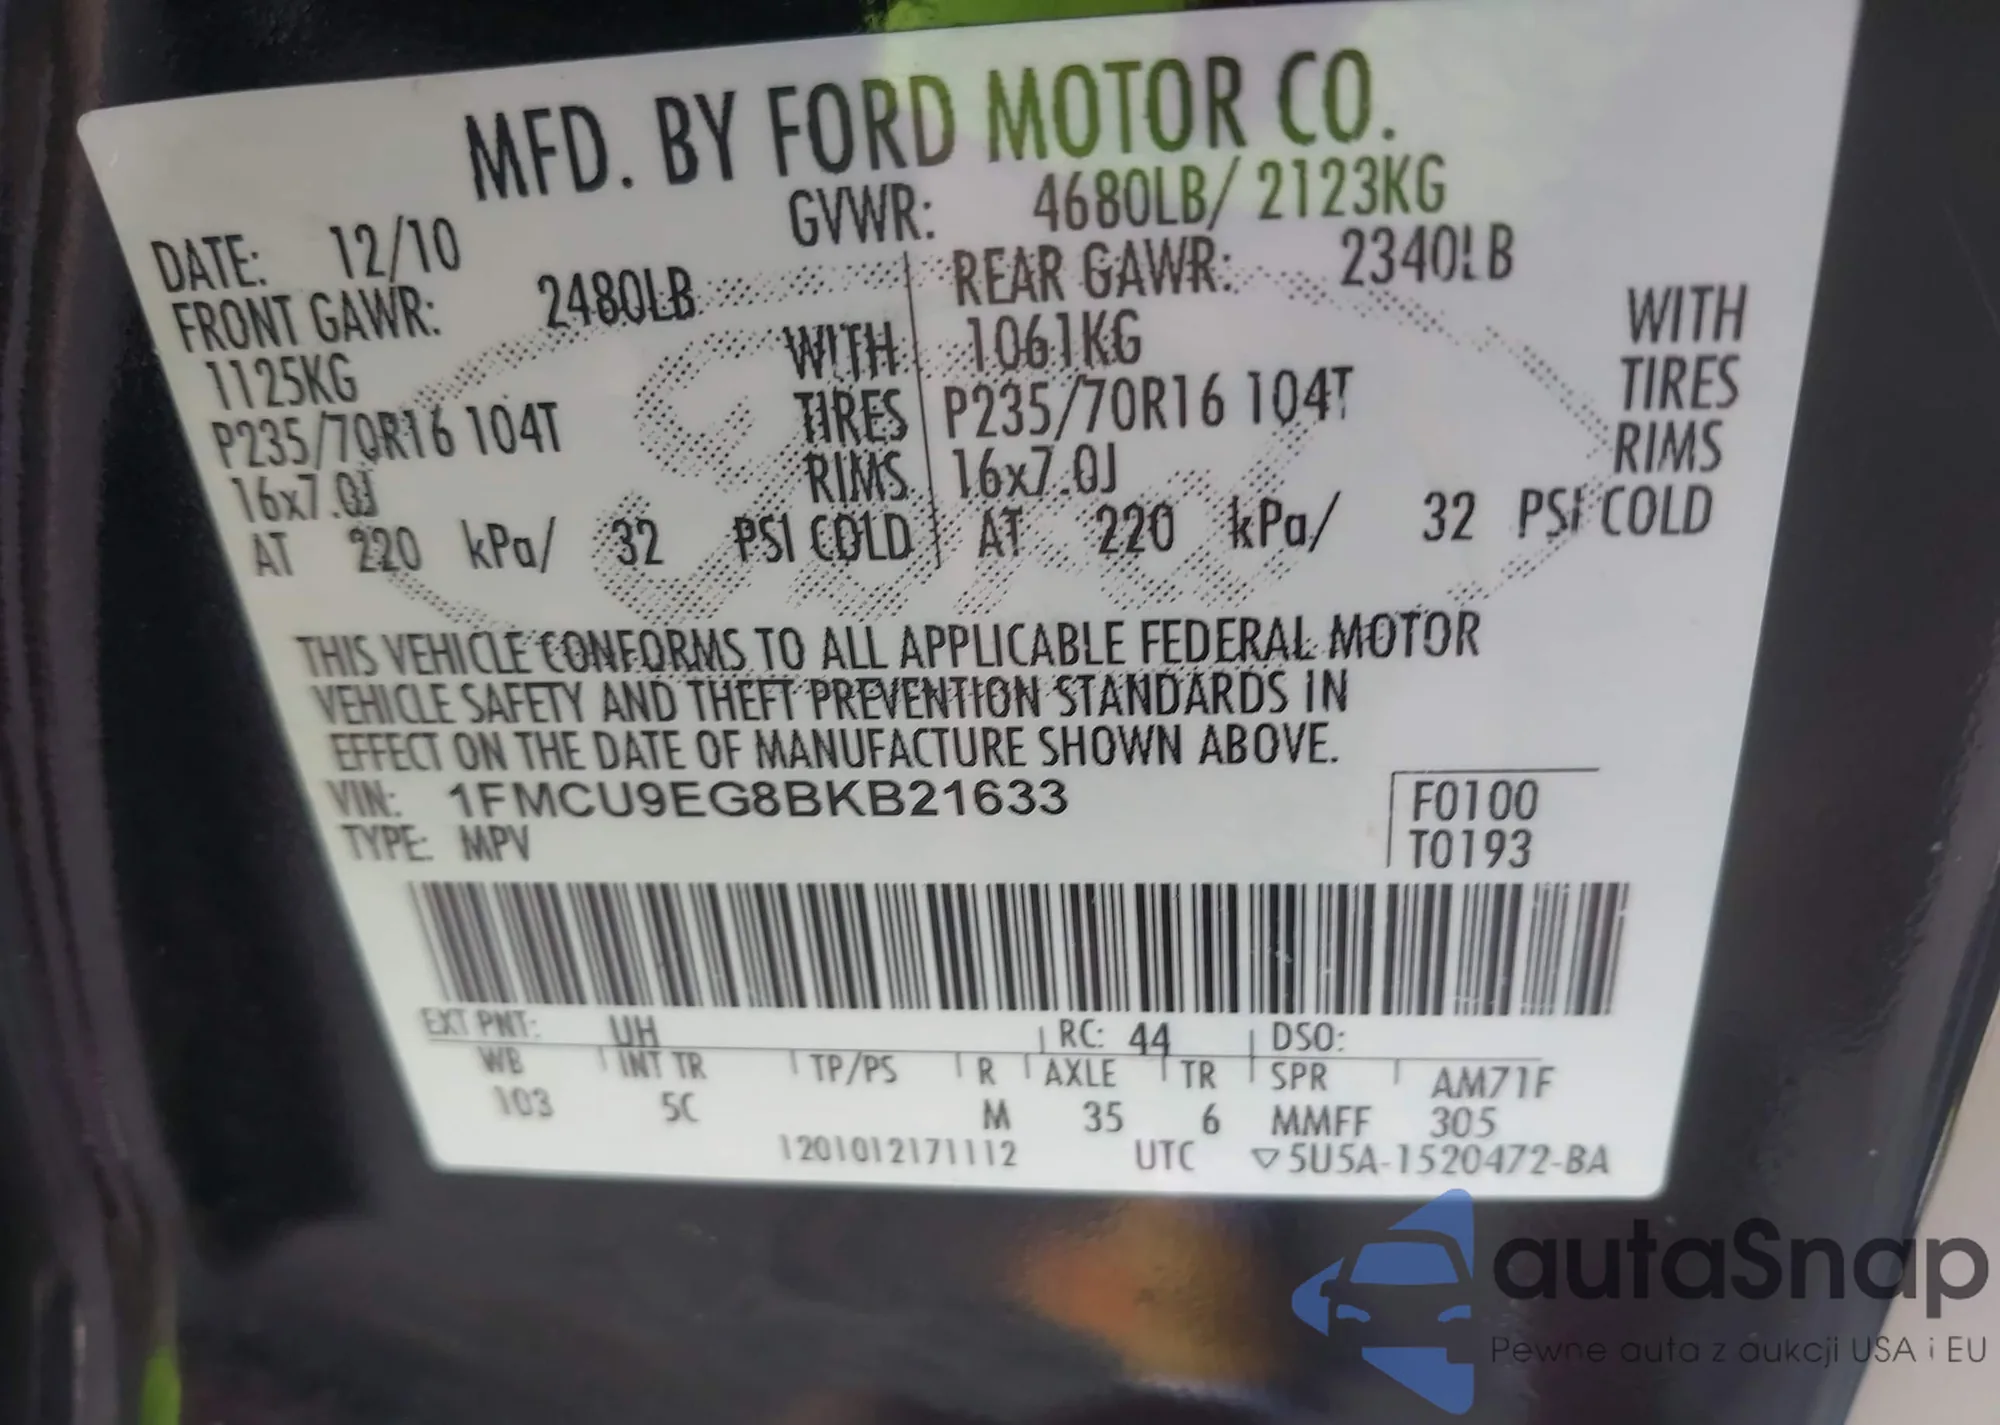 MFD. BY FORD MOTOR CO.
DATE: 12/10 GVWR: 4680LB/ 2123KG
FRONT GAWR: 2480LB REAR GAWR: 2340LB
1125KG WITH 1061KG WITH
P235/70R16 104T TIRES P235/70R16 104T TIRES
16x7.0J RIMS 16x7.0J RIMS
AT 220 kPa/ 32 PSI COLD AT 220 kPa/ 32 PSI COLD
THIS VEHICLE CONFORMS TO ALL APPLICABLE FEDERAL MOTOR
VEHICLE SAFETY AND THEFT PREVENTION STANDARDS IN
EFFECT ON THE DATE OF MANUFACTURE SHOWN ABOVE.
VIN: 1FMCU9EG8BKB21633 F0100
TYPE: MPV T0193
EXT PNT: UH RC: 44 DSO:
WB INT TR TP/PS R AXLE TR SPR AM71F
103 5C M 35 6 MMFF 305
1201012171112 UTC ▽5U5A-1520472-BA
autaSnap
Pewne auta z aukcji USA i EU